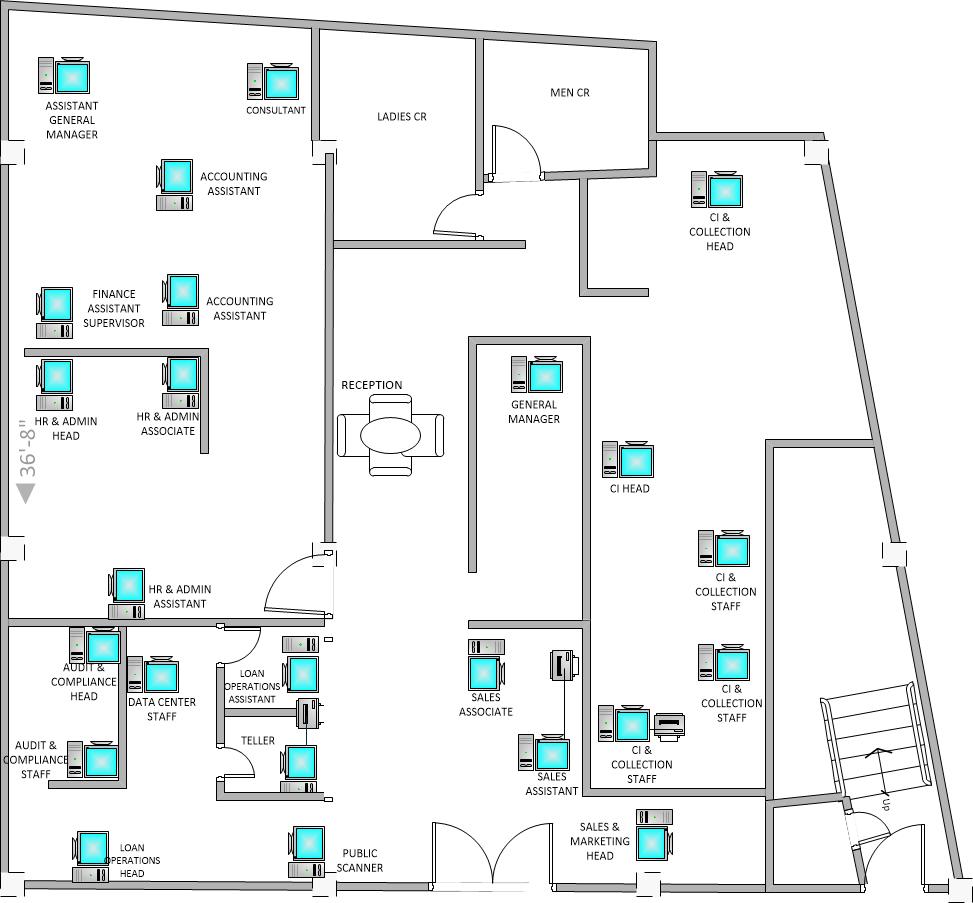 ASSISTANT
GENERAL
MANAGER
CONSULTANT
LADIES CR
MEN CR
ACCOUNTING
ASSISTANT
CI &
COLLECTION
HEAD
FINANCE
ASSISTANT
SUPERVISOR
ACCOUNTING
ASSISTANT
HR & ADMIN
HEAD
HR & ADMIN
ASSOCIATE
RECEPTION
GENERAL
MANAGER
36'-8"
CI HEAD
HR & ADMIN
ASSISTANT
CI &
COLLECTION
STAFF
AUDIT &
COMPLIANCE
HEAD
DATA CENTER
STAFF
LOAN
OPERATIONS
ASSISTANT
SALES
ASSOCIATE
CI &
COLLECTION
STAFF
AUDIT &
COMPLIANCE
STAFF
TELLER
SALES
ASSISTANT
CI &
COLLECTION
STAFF
Up
LOAN
OPERATIONS
HEAD
PUBLIC
SCANNER
SALES &
MARKETING
HEAD